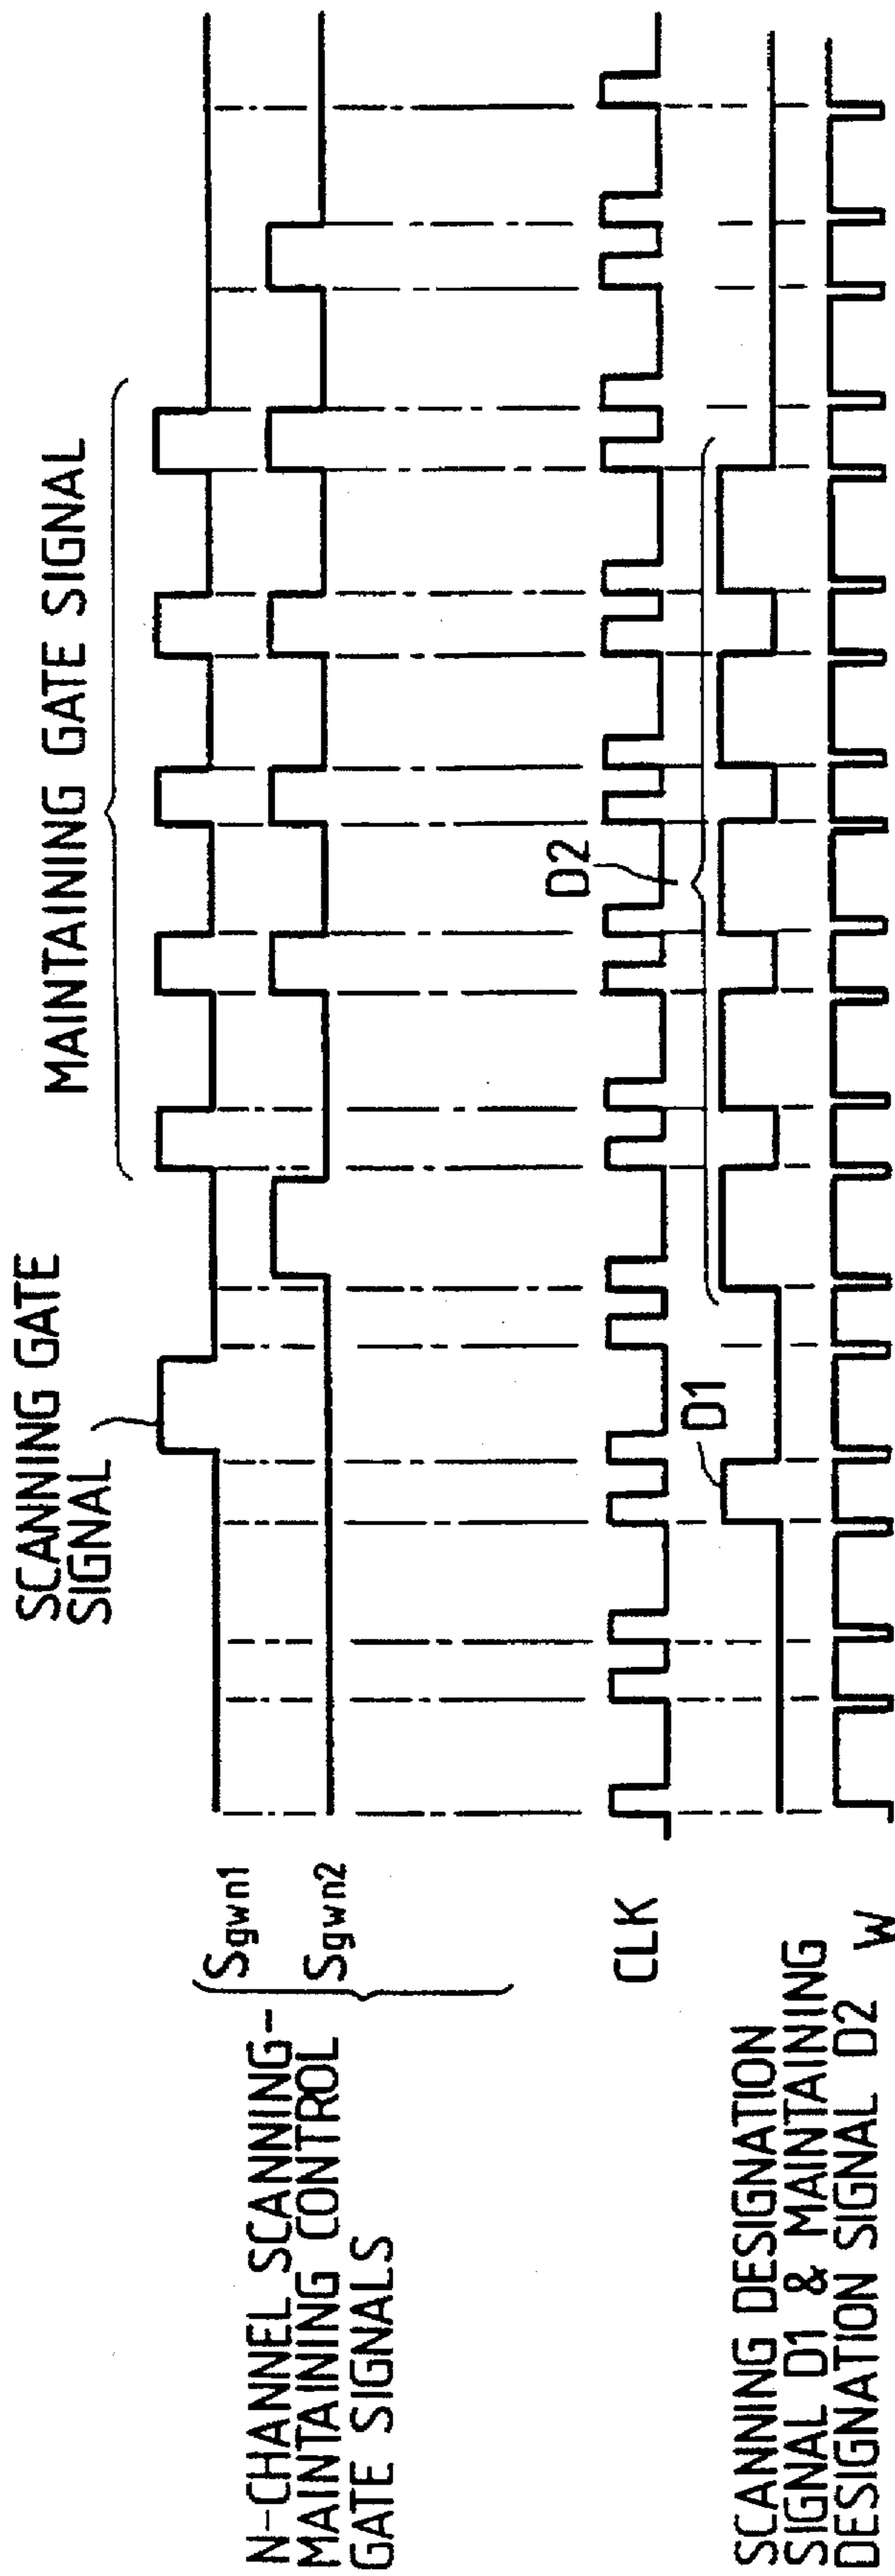 SCANNING GATE
SIGNAL
MAINTAINING GATE SIGNAL
N-CHANNEL SCANNING-
MAINTAINING CONTROL
GATE SIGNALS
Sgwn1
Sgwn2
CLK
D2
D1
SCANNING DESIGNATION
SIGNAL D1 & MAINTAINING
DESIGNATION SIGNAL D2
W